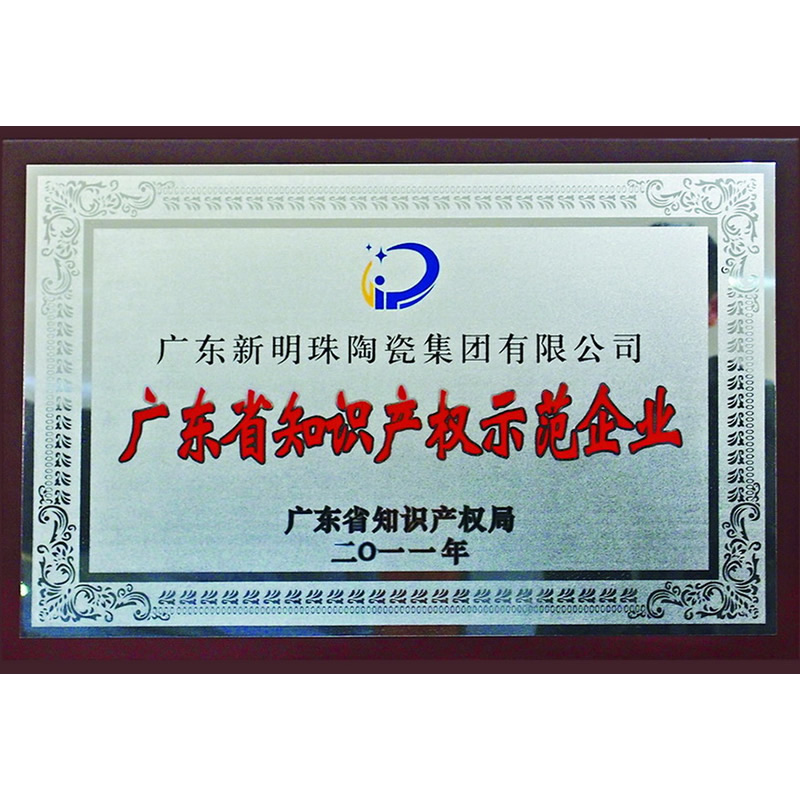 广东新明珠陶瓷集团有限公司
广东省知识产权示范企业
广东省知识产权局
二〇一一年